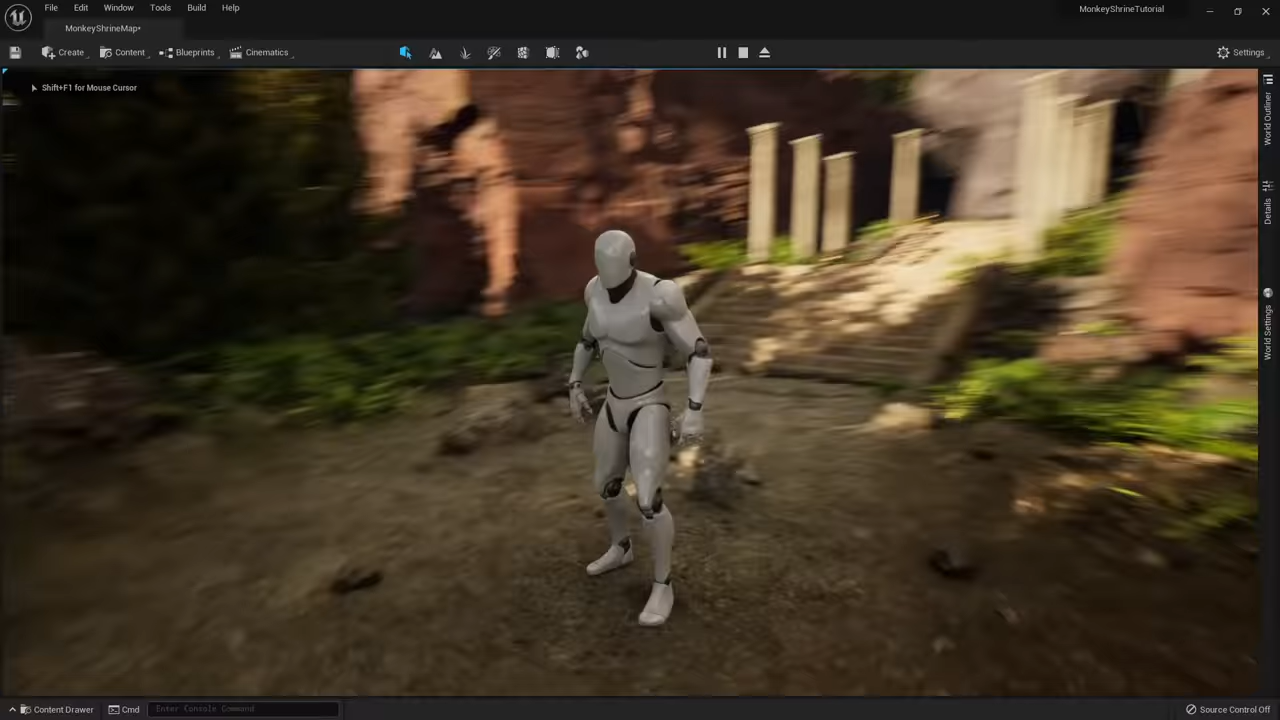 File Edit Window Tools Build Help
MonkeyShrineTutorial
MonkeyShrineMap*
Create Content Blueprints Cinematics
Settings
Shift+F1 for Mouse Cursor
World Outliner
Details
World Settings
Content Drawer Cmd Enter Console Command
Source Control Off